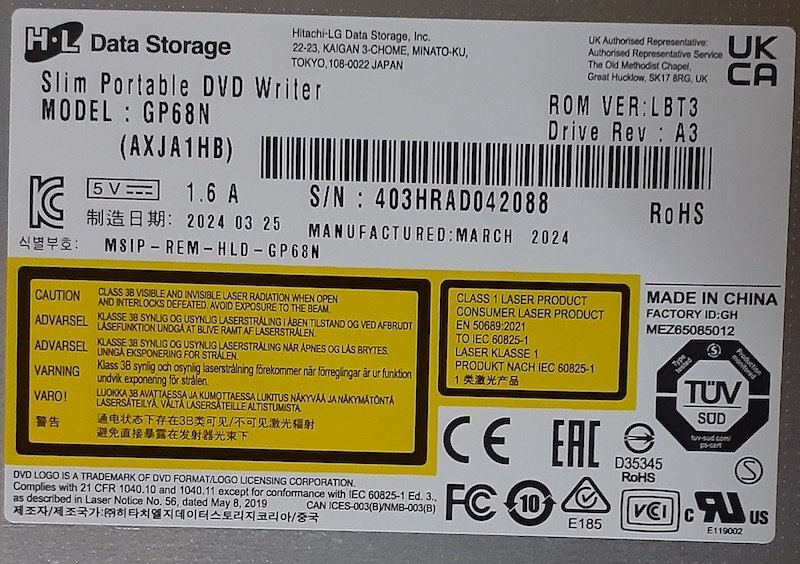 H·L Data Storage
Hitachi-LG Data Storage, Inc.
22-23, KAIGAN 3-CHOME, MINATO-KU,
TOKYO, 108-0022 JAPAN
UK Authorised Representative:
Authorised Representative Service
The Old Methodist Chapel,
Great Hucklow, SK17 8RG, UK
UK
CA
Slim Portable DVD Writer
MODEL : GP68N
(AXJA1HB)
ROM VER:LBT3
Drive Rev : A3
5 V 1.6 A
S/N : 403HRAD042088
RoHS
制造日期: 2024 03 25
MANUFACTURED:MARCH 2024
식별부호: MSIP-REM-HLD-GP68N
CAUTION CLASS 3B VISIBLE AND INVISIBLE LASER RADIATION WHEN OPEN
AND INTERLOCKS DEFEATED. AVOID EXPOSURE TO THE BEAM.
ADVARSEL KLASSE 3B SYNLIG OG USYNLIG LASERSTRÅLING I ÅBEN TILSTAND OG VED AFBRUDT
LÅSEFUNKTION UNDGÅ AT BLIVE RAMT AF LASERSTRÅLEN.
ADVARSEL KLASSE 3B SYNLIG OG USYNLIG LASERSTRÅLING NÅR ÅPNES OG LÅS BRYTES.
UNNGÅ EKSPONERING FOR STRÅLEN.
VARNING Klass 3B synlig och osynlig laserstrålning förekommer når förreglingar är ur funktion
undvik exponering för strålen.
VARO! LUOKKA 3B AVATTAESSA JA KUMOTTAESSA LUKITUS NÄKYVÄÄ JA NÄKYMÄTÖNTÄ
LASERSÄTEILYÄ, VÄLTÄ LASERSÄTEILLE ALTISTUMISTA.
警告 通电状态下存在3B类可见/不可见激光辐射
避免直接暴露在发射器光束下
CLASS 1 LASER PRODUCT
CONSUMER LASER PRODUCT
EN 50689:2021
TO IEC 60825-1
LASER KLASSE 1
PRODUKT NACH IEC 60825-1
1 类激光产品
MADE IN CHINA
FACTORY ID:GH
MEZ65085012
Type tested
Production monitored
TÜV
SÜD
tuv-sud.com/
ps-cert
CE
EAC
D35345
RoHS
S
DVD LOGO IS A TRADEMARK OF DVD FORMAT/LOGO LICENSING CORPORATION.
Complies with 21 CFR 1040.10 and 1040.11 except for conformance with IEC 60825-1 Ed. 3.,
as described in Laser Notice No. 56, dated May 8, 2019 CAN ICES-003(B)/NMB-003(B)
제조자/제조국가:㈜히타치엘지데이터스토리지코리아/중국
FC
10
E185
VCI
c UR US
E119002